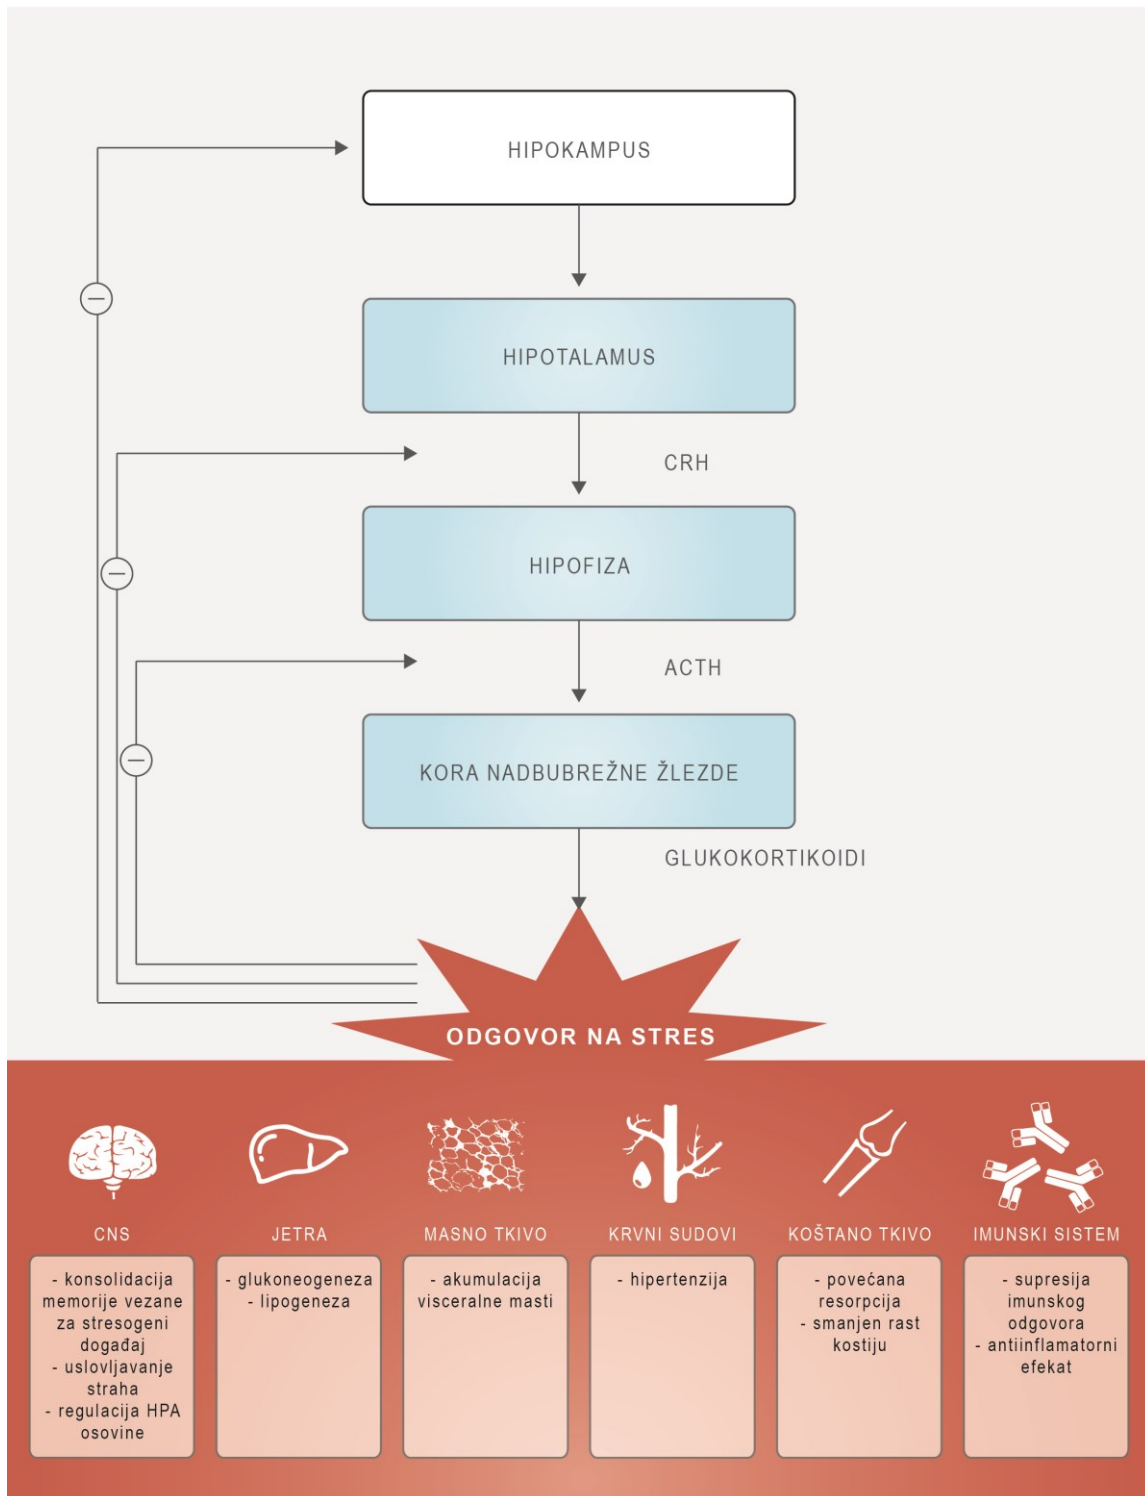 HIPOKAMPUS
HIPOTALAMUS
CRH
HIPOFIZA
ACTH
KORA NADBUBREŽNE ŽLEZDE
GLUKOKORTIKOIDI
ODGOVOR NA STRES
CNS
- konsolidacija
memorije vezane
za stresogeni
događaj
- uslovljavanje
straha
- regulacija HPA
osovine
JETRA
- glukoneogeneza
- lipogeneza
MASNO TKIVO
- akumulacija
visceralne masti
KRVNI SUDOVI
- hipertenzija
KOŠTANO TKIVO
- povećana
resorpcija
- smanjen rast
kostiju
IMUNSKI SISTEM
- supresija
imunskog
odgovora
- antiinflamatorni
efekat